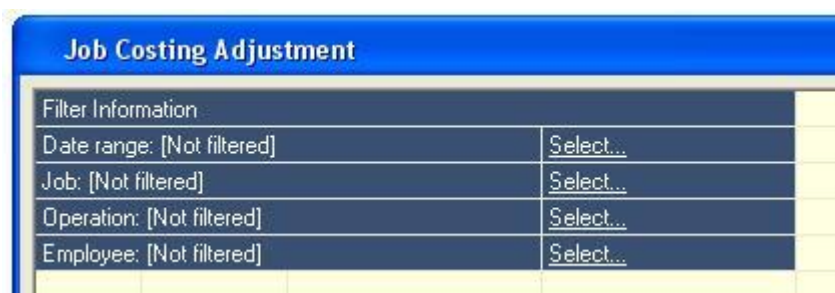 Job Costing Adjustment
Filter Information
Date range: [Not filtered] Select...
Job: [Not filtered] Select...
Operation: [Not filtered] Select...
Employee: [Not filtered] Select...